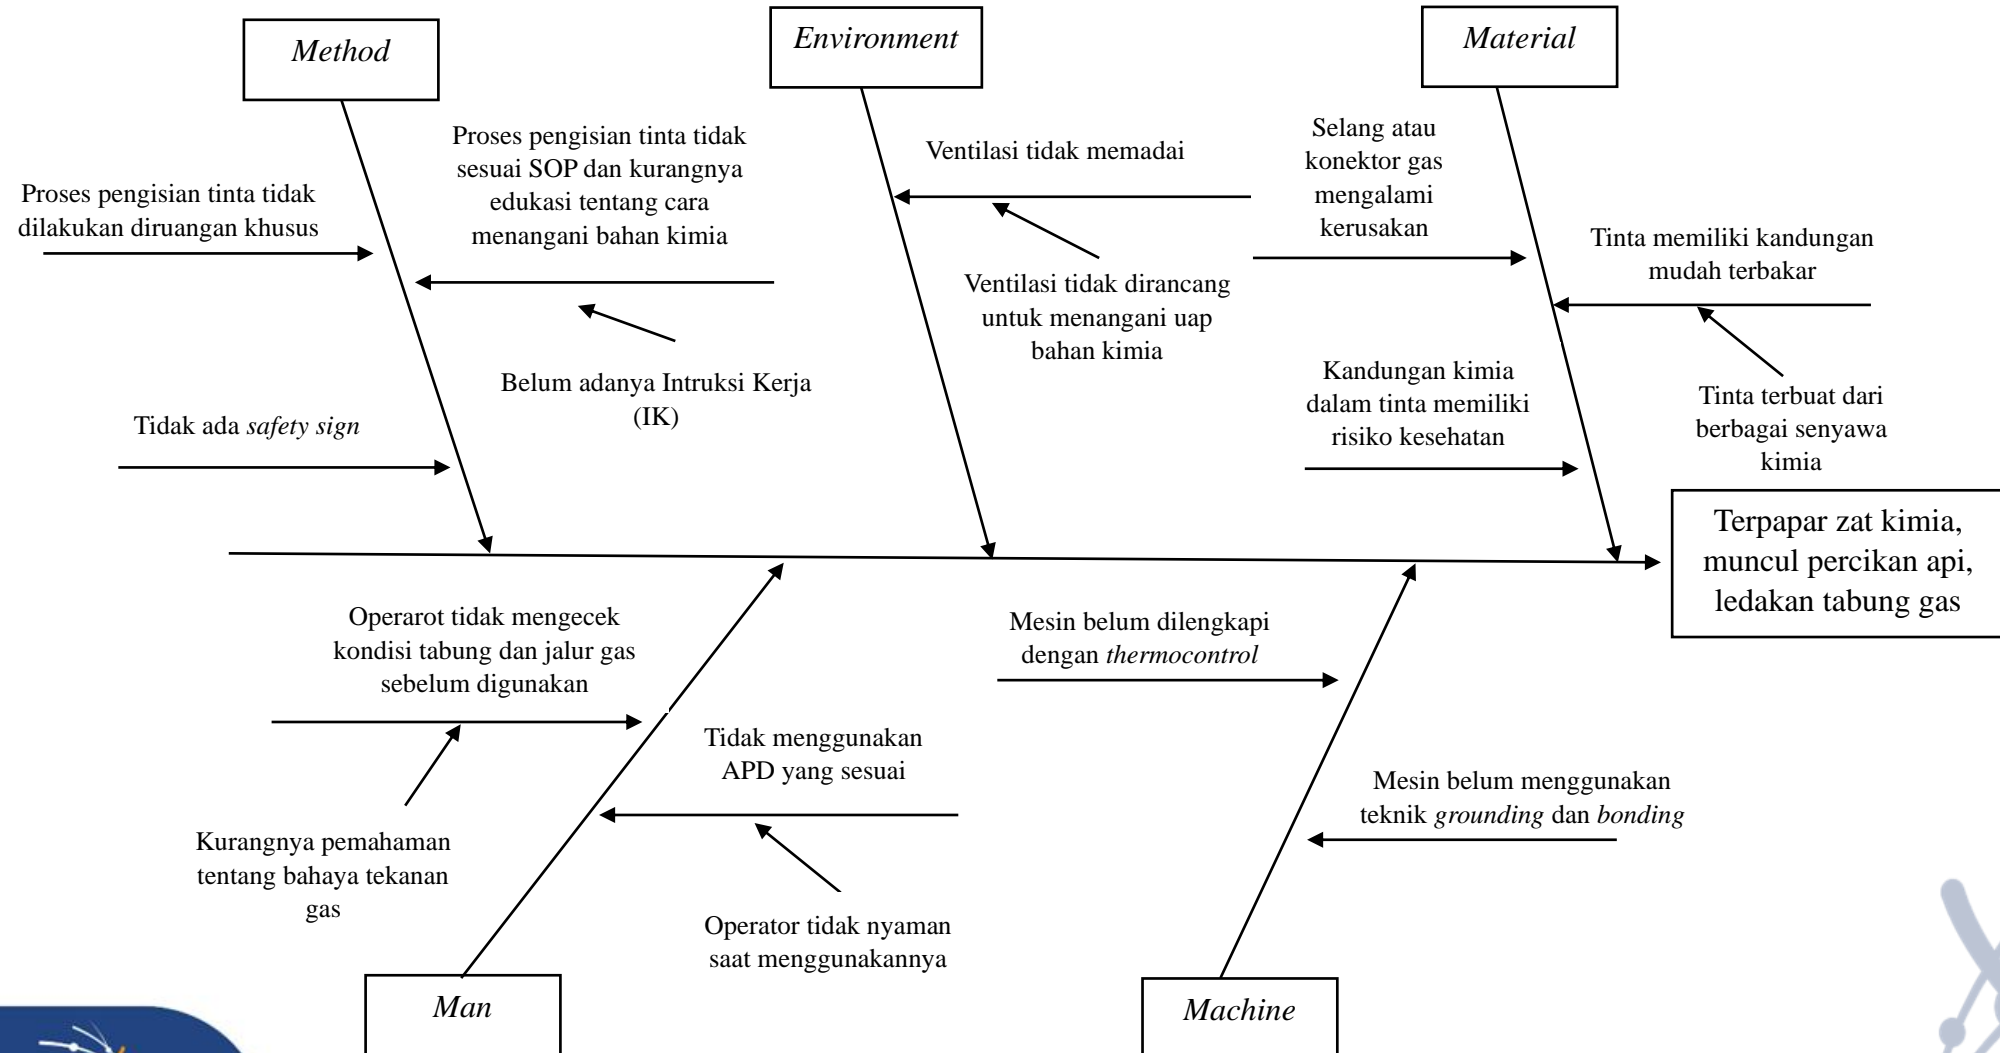 Method
Environment
Material
Proses pengisian tinta tidak
dilakukan diruangan khusus
Proses pengisian tinta tidak
sesuai SOP dan kurangnya
edukasi tentang cara
menangani bahan kimia
Belum adanya Intruksi Kerja
(IK)
Tidak ada safety sign
Ventilasi tidak memadai
Ventilasi tidak dirancang
untuk menangani uap
bahan kimia
Selang atau
konektor gas
mengalami
kerusakan
Tinta memiliki kandungan
mudah terbakar
Kandungan kimia
dalam tinta memiliki
risiko kesehatan
Tinta terbuat dari
berbagai senyawa
kimia
Terpapar zat kimia,
muncul percikan api,
ledakan tabung gas
Operarot tidak mengecek
kondisi tabung dan jalur gas
sebelum digunakan
Kurangnya pemahaman
tentang bahaya tekanan
gas
Tidak menggunakan
APD yang sesuai
Operator tidak nyaman
saat menggunakannya
Mesin belum dilengkapi
dengan thermocontrol
Mesin belum menggunakan
teknik grounding dan bonding
Man
Machine